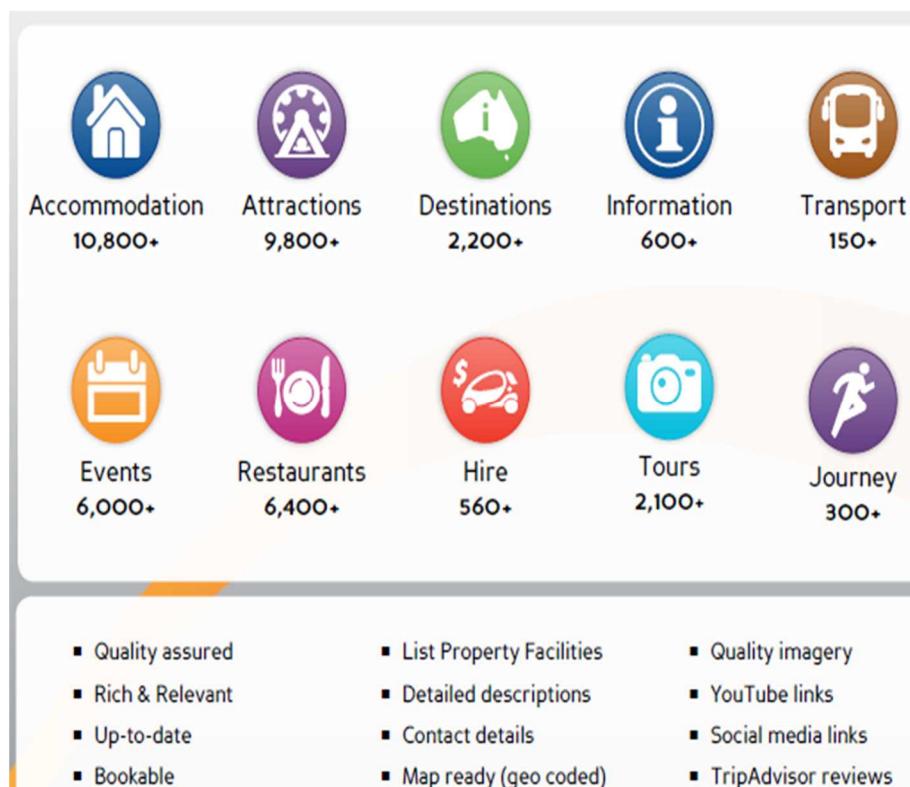 Accommodation Attractions Destinations Information Transport
10,800+ 9,800+ 2,200+ 600+ 150+
Events Restaurants Hire Tours Journey
6,000+ 6,400+ 560+ 2,100+ 300+
▪ Quality assured ▪ List Property Facilities ▪ Quality imagery
▪ Rich & Relevant ▪ Detailed descriptions ▪ YouTube links
▪ Up-to-date ▪ Contact details ▪ Social media links
▪ Bookable ▪ Map ready (geo coded) ▪ TripAdvisor reviews